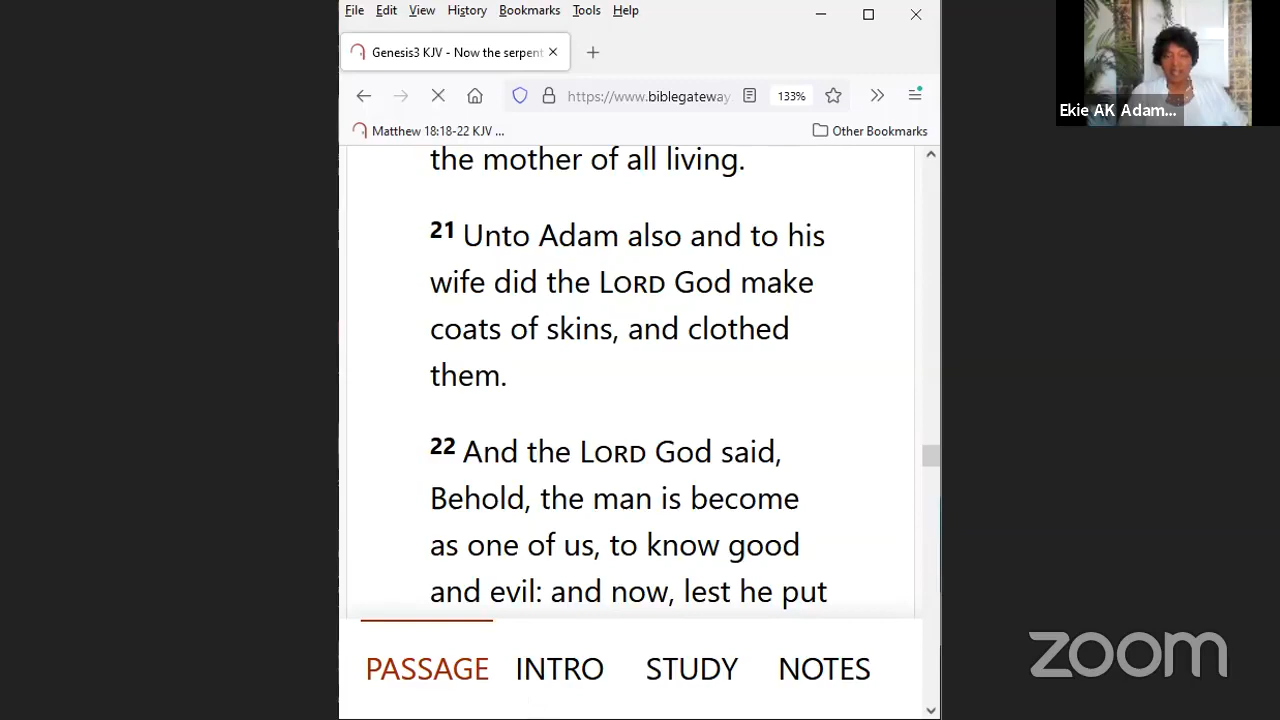 File Edit View History Bookmarks Tools Help
Genesis3 KJV - Now the serpent
https://www.biblegateway 133%
Matthew 18:18-22 KJV ... Other Bookmarks
the mother of all living.
21 Unto Adam also and to his
wife did the LORD God make
coats of skins, and clothed
them.
22 And the LORD God said,
Behold, the man is become
as one of us, to know good
and evil: and now, lest he put
PASSAGE INTRO STUDY NOTES
Ekie AK Adam...
zoom